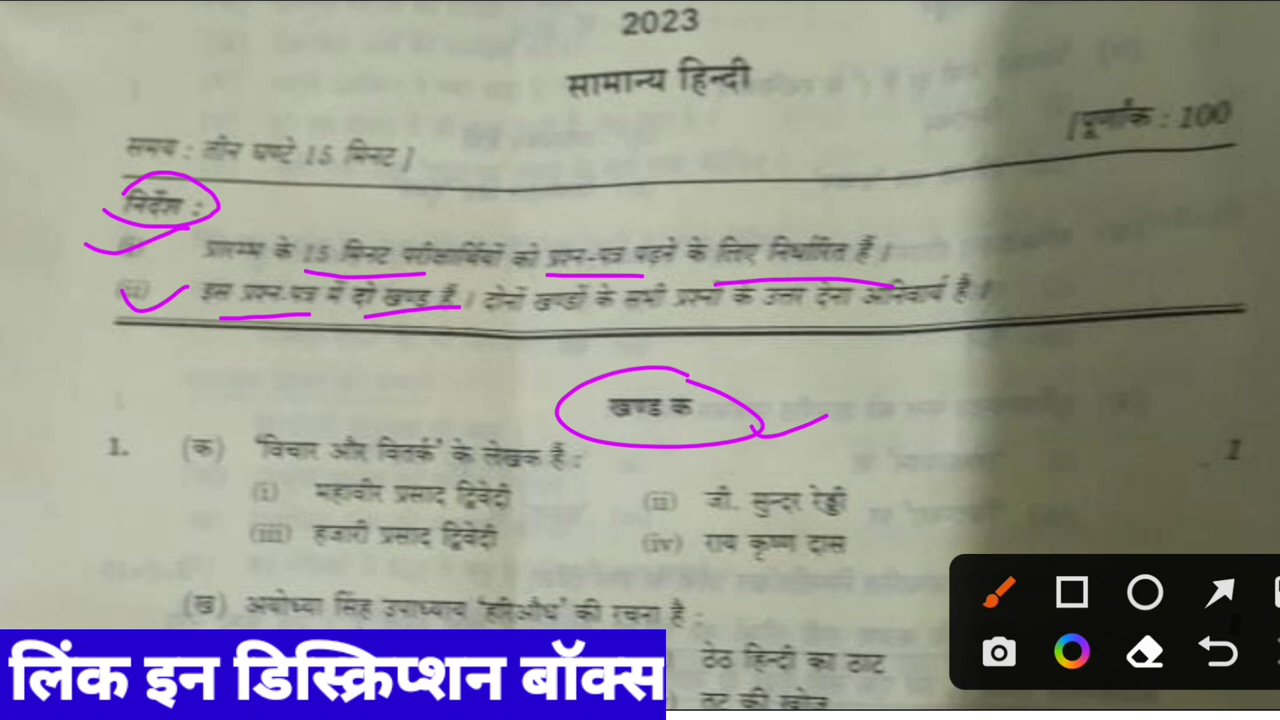 2023
सामान्य हिन्दी
[पूर्णांक : 100
समय : तीन घण्टे 15 मिनट]
निर्देश :
प्रारम्भ के 15 मिनट परीक्षार्थियों को प्रश्न-पत्र पढ़ने के लिए निर्धारित हैं।
(ii) इस प्रश्न-पत्र में दो खण्ड हैं। दोनों खण्डों के सभी प्रश्नों के उत्तर देना अनिवार्य है।
खण्ड क
1. (क) 'विचार और वितर्क' के लेखक हैं : 1
(i) महावीर प्रसाद द्विवेदी (ii) जी. सुन्दर रेड्डी
(iii) हजारी प्रसाद द्विवेदी (iv) राय कृष्ण दास
(ख) अयोध्या सिंह उपाध्याय 'हरिऔध' की रचना है :
ठेठ हिन्दी का ठाट
की खोज
लिंक इन डिस्क्रिप्शन बॉक्स